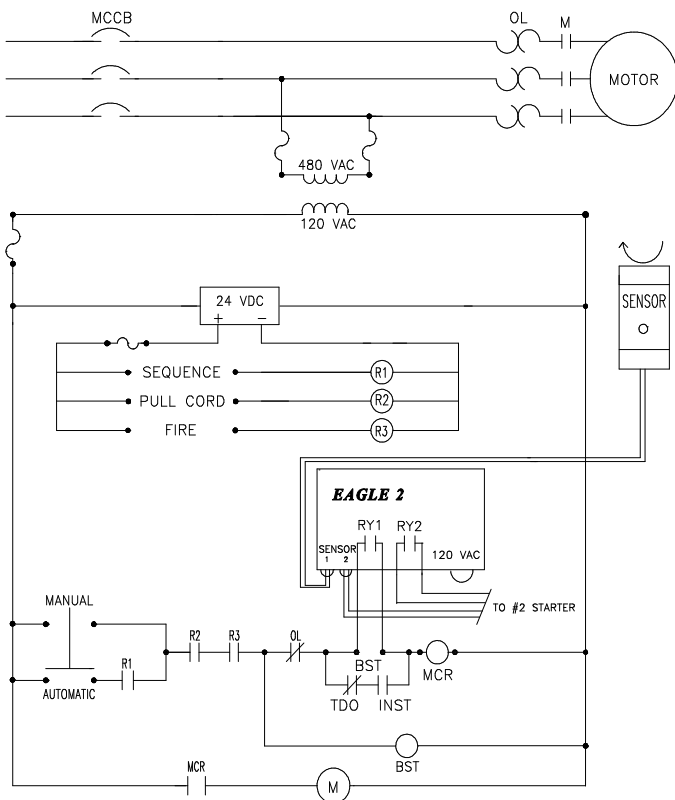 MCCB
OL
M
MOTOR
480 VAC
120 VAC
24 VDC
+ −
SENSOR
SEQUENCE
R1
PULL CORD
R2
FIRE
R3
EAGLE 2
RY1 RY2
SENSOR
1 2
120 VAC
TO #2 STARTER
MANUAL
R2
R3
OL
R1
AUTOMATIC
BST
MCR
TDO
INST
BST
MCR
M